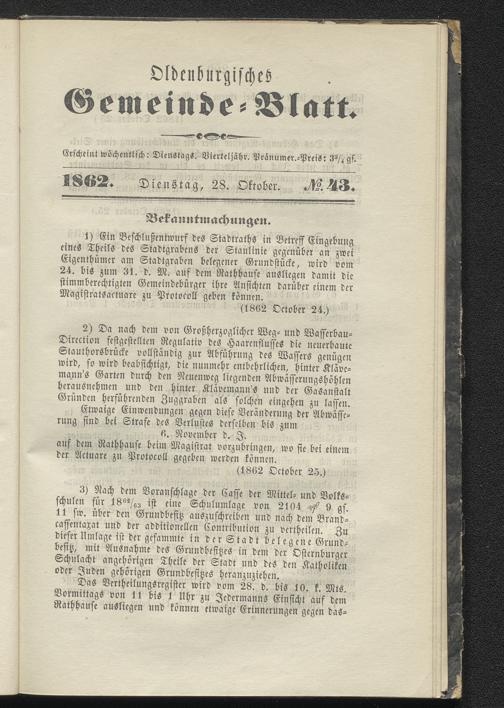 Oldenburgisches
Gemeinde-Blatt.
Erscheint wöchentlich: Dienstags. Vierteljähr. Pränumer.-Preis: 3¾ gſ.
1862. Dienstag, 28. Oktober. №. 43.
Bekanntmachungen.
1) Ein Beschlußentwurf des Stadtraths in Betreff Eingebung
eines Theils des Stadtgrabens der Staulinie gegenüber an zwei
Eigenthümer am Stadtgraben belegener Grundstücke, wird vom
24. bis zum 31. d. M. auf dem Rathhause ausliegen damit die
stimmberechtigten Gemeindebürger ihre Ansichten darüber einem der
Magistratsactuare zu Protocoll geben können.
(1862 October 24.)
2) Da nach dem von Großherzoglicher Weg- und Wasserbau-
Direction festgestellten Regulativ des Haarenflusses die neuerbaute
Stauthorsbrücke vollständig zur Abführung des Wassers genügen
wird, so wird beabsichtigt, die nunmehr entbehrlichen, hinter Kläve-
mann's Garten durch den Neuenweg liegenden Abwässerungshöhlen
herausnehmen und den hinter Klävemann's und der Gasanstalt
Gründen herführenden Zuggraben als solchen eingehen zu lassen.
Etwaige Einwendungen gegen diese Veränderung der Abwässe-
rung sind bei Strafe des Verlustes derselben bis zum
6. November d. J.
auf dem Rathhause beim Magistrat vorzubringen, wo sie bei einem
der Actuare zu Protocoll gegeben werden können.
(1862 October 25.)
3) Nach dem Voranschlage der Casse der Mittel- und Volks-
schulen für 18⁶²/₆₃ ist eine Schulumlage von 2104 ₰ 9 gſ.
11 sw. über den Grundbesitz auszuschreiben und nach dem Brand-
cassentaxat und der additionellen Contribution zu vertheilen. Zu
dieser Umlage ist der gesammte in der Stadt belegene Grund-
besitz, mit Ausnahme des Grundbesitzes in dem der Osternburger
Schulacht angehörigen Theile der Stadt und des den Katholiken
oder Juden gehörigen Grundbesitzes heranzuziehen.
Das Vertheilungsregister wird vom 28. d. bis 10. k. Mts.
Vormittags von 11 bis 1 Uhr zu Jedermanns Einsicht auf dem
Rathhause ausliegen und können etwaige Erinnerungen gegen das-